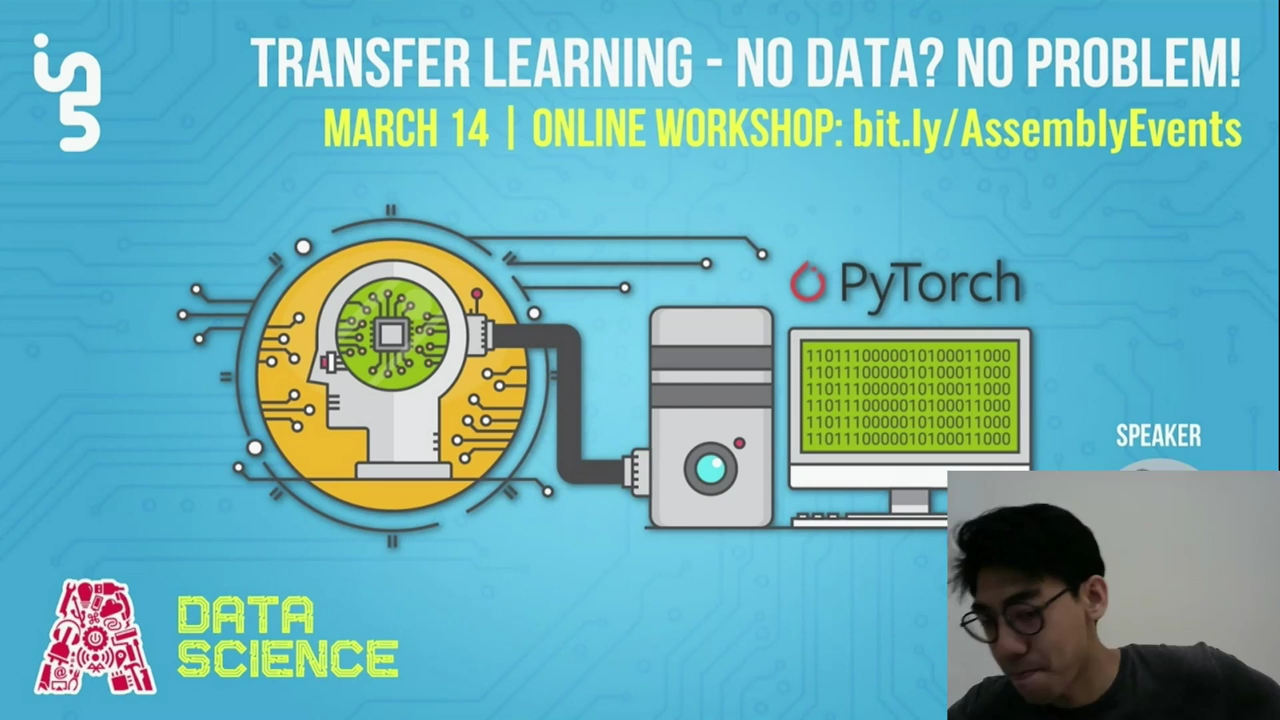 TRANSFER LEARNING - NO DATA? NO PROBLEM!
MARCH 14 | ONLINE WORKSHOP: bit.ly/AssemblyEvents
PyTorch
1101110000010100011000
1101110000010100011000
1101110000010100011000
1101110000010100011000
1101110000010100011000
1101110000010100011000
SPEAKER
DATA
SCIENCE